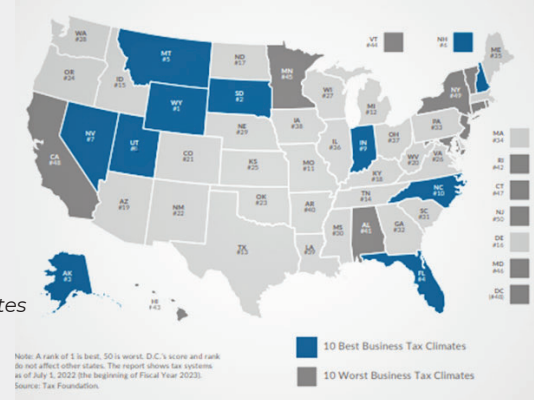 WA
#28
MT
#5
ND
#17
MN
#45
VT
#44
NH
#6
ME
#35
OR
#24
ID
#15
WY
#1
SD
#2
WI
#27
MI
#12
NY
#49
NV
#7
UT
#8
CO
#21
NE
#29
IA
#38
IL
#36
IN
#9
OH
#37
PA
#33
CA
#48
KS
#25
MO
#11
KY
#18
WV
#20
VA
#26
AZ
#19
NM
#22
OK
#23
AR
#40
TN
#14
NC
#10
TX
#13
LA
MS
#30
AL
#41
GA
#32
SC
#31
FL
#4
AK
#3
HI
#43
MA
#34
RI
#42
CT
#47
NJ
#50
DE
#16
MD
#46
DC
(#48)
tes
10 Best Business Tax Climates
10 Worst Business Tax Climates
Note: A rank of 1 is best, 50 is worst. D.C.'s score and rank
do not affect other states. The report shows tax systems
as of July 1, 2022 (the beginning of Fiscal Year 2023).
Source: Tax Foundation.